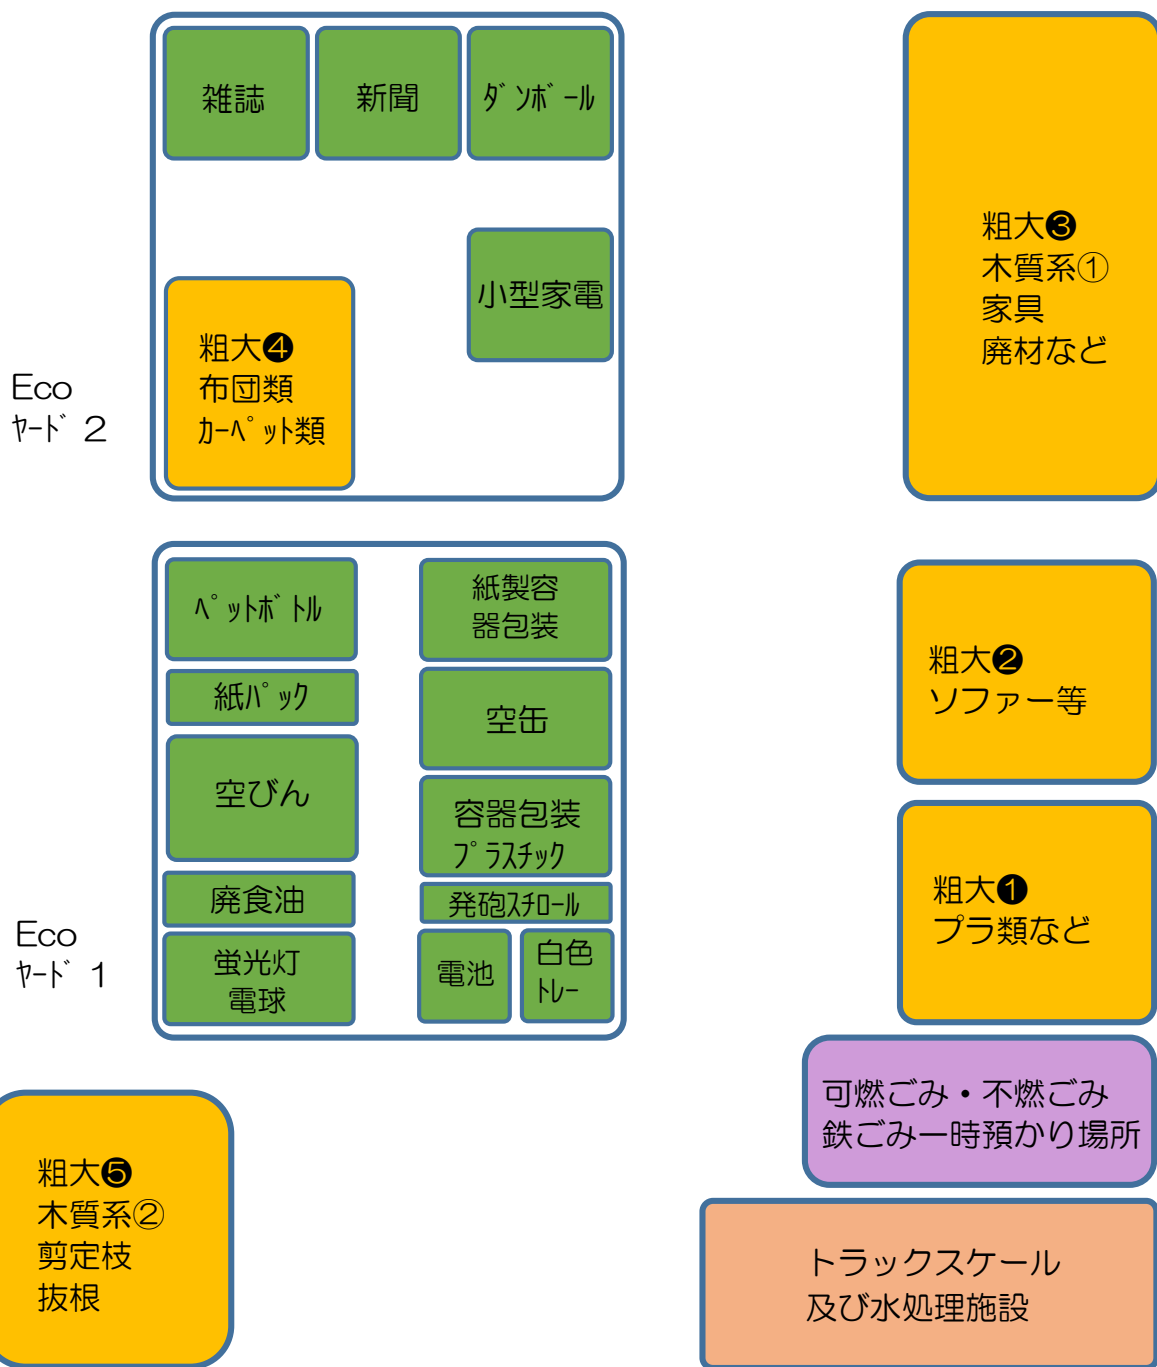 雑誌
新聞
ﾀﾞﾝﾎﾞｰﾙ
小型家電
粗大❹
布団類
ｶｰﾍﾟｯﾄ類
Eco
ﾔｰﾄﾞ２
粗大❸
木質系①
家具
廃材など
ﾍﾟｯﾄﾎﾞﾄﾙ
紙製容
器包装
紙ﾊﾟｯｸ
空缶
空びん
容器包装
ﾌﾟﾗｽﾁｯｸ
廃食油
発砲ｽﾁﾛｰﾙ
蛍光灯
電球
電池
白色
ﾄﾚｰ
Eco
ﾔｰﾄﾞ１
粗大❷
ソファー等
粗大❶
プラ類など
可燃ごみ・不燃ごみ
鉄ごみ一時預かり場所
粗大❺
木質系②
剪定枝
抜根
トラックスケール
及び水処理施設